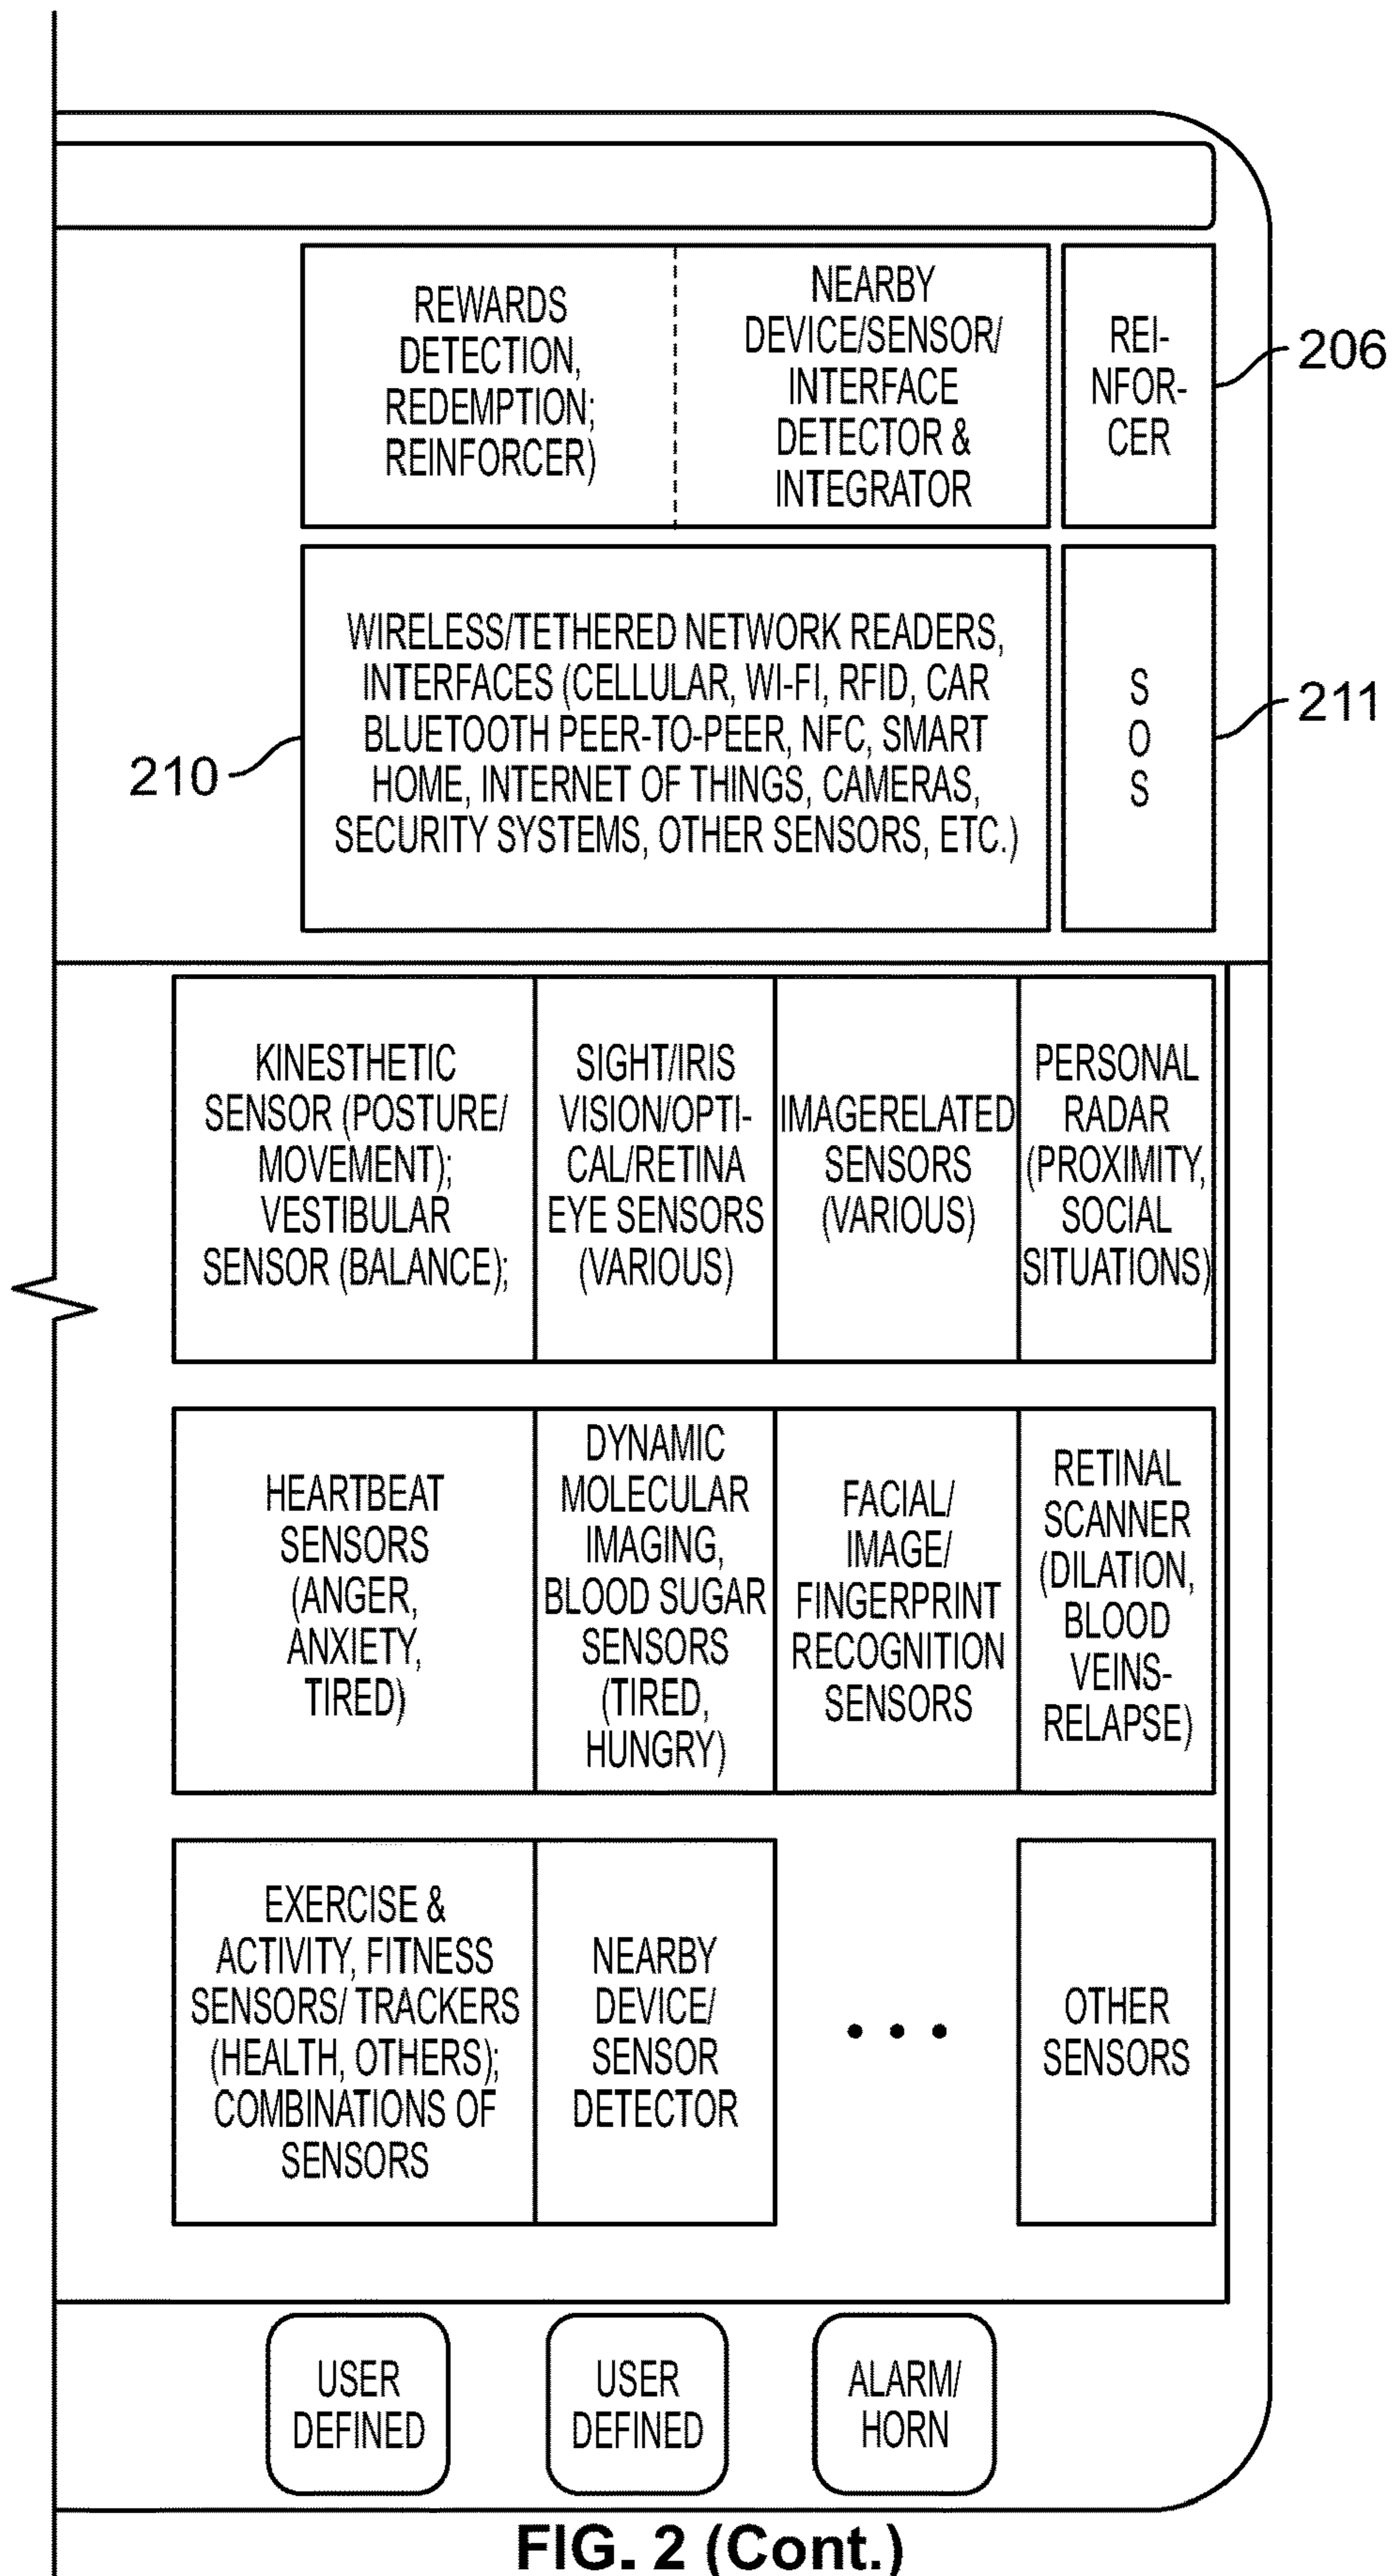 REWARDS
DETECTION,
REDEMPTION;
REINFORCER)
NEARBY
DEVICE/SENSOR/
INTERFACE
DETECTOR &
INTEGRATOR
REI-
NFOR-
CER
206
WIRELESS/TETHERED NETWORK READERS,
INTERFACES (CELLULAR, WI-FI, RFID, CAR
BLUETOOTH PEER-TO-PEER, NFC, SMART
HOME, INTERNET OF THINGS, CAMERAS,
SECURITY SYSTEMS, OTHER SENSORS, ETC.)
210
S
O
S
211
KINESTHETIC
SENSOR (POSTURE/
MOVEMENT);
VESTIBULAR
SENSOR (BALANCE);
SIGHT/IRIS
VISION/OPTI-
CAL/RETINA
EYE SENSORS
(VARIOUS)
IMAGERELATED
SENSORS
(VARIOUS)
PERSONAL
RADAR
(PROXIMITY,
SOCIAL
SITUATIONS)
HEARTBEAT
SENSORS
(ANGER,
ANXIETY,
TIRED)
DYNAMIC
MOLECULAR
IMAGING,
BLOOD SUGAR
SENSORS
(TIRED,
HUNGRY)
FACIAL/
IMAGE/
FINGERPRINT
RECOGNITION
SENSORS
RETINAL
SCANNER
(DILATION,
BLOOD
VEINS-
RELAPSE)
EXERCISE &
ACTIVITY, FITNESS
SENSORS/ TRACKERS
(HEALTH, OTHERS);
COMBINATIONS OF
SENSORS
NEARBY
DEVICE/
SENSOR
DETECTOR
• • •
OTHER
SENSORS
USER
DEFINED
USER
DEFINED
ALARM/
HORN
FIG. 2 (Cont.)